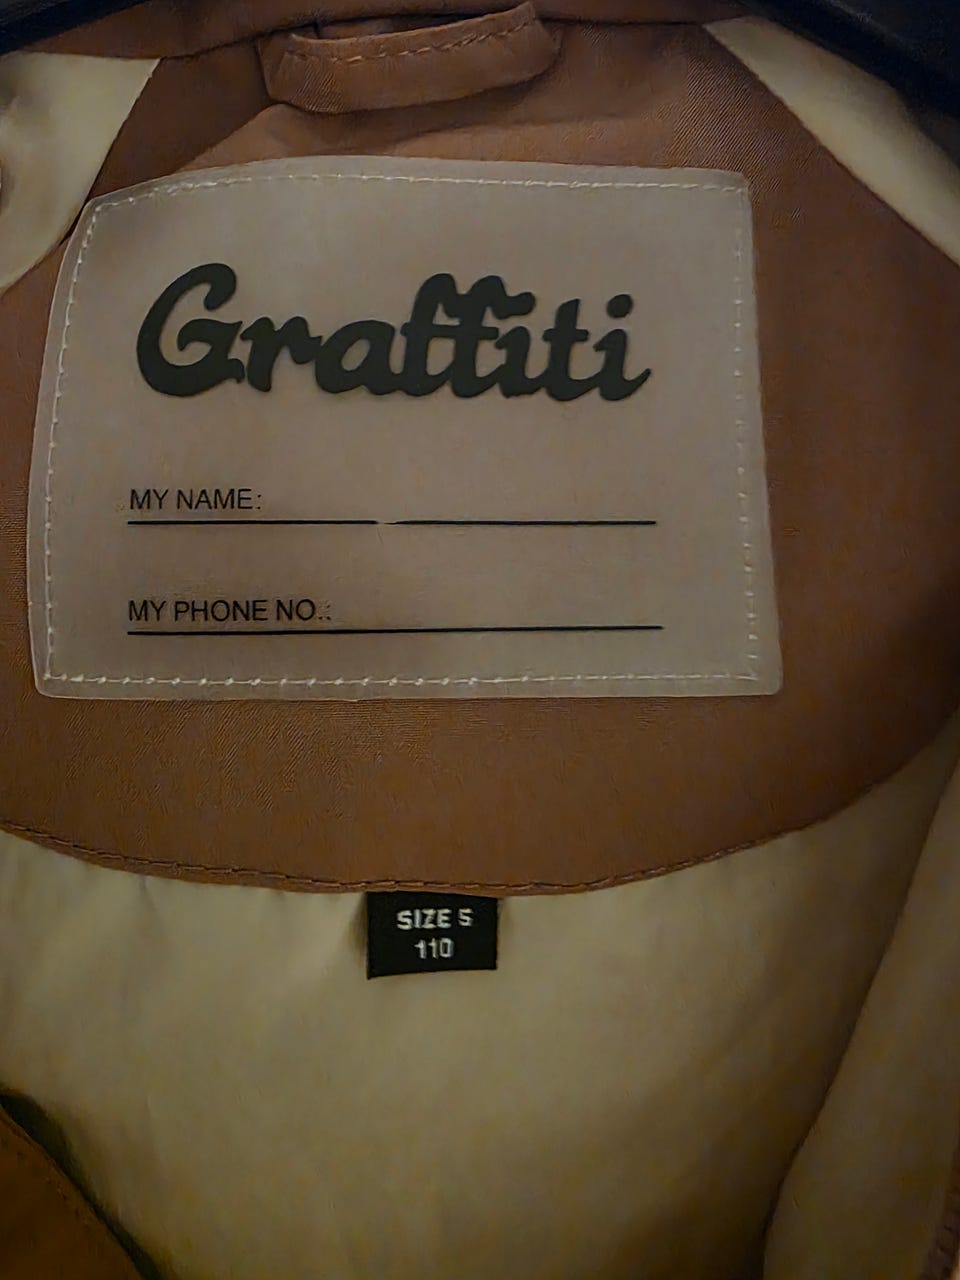 Graffiti
MY NAME:
MY PHONE NO.:
SIZE 5
110